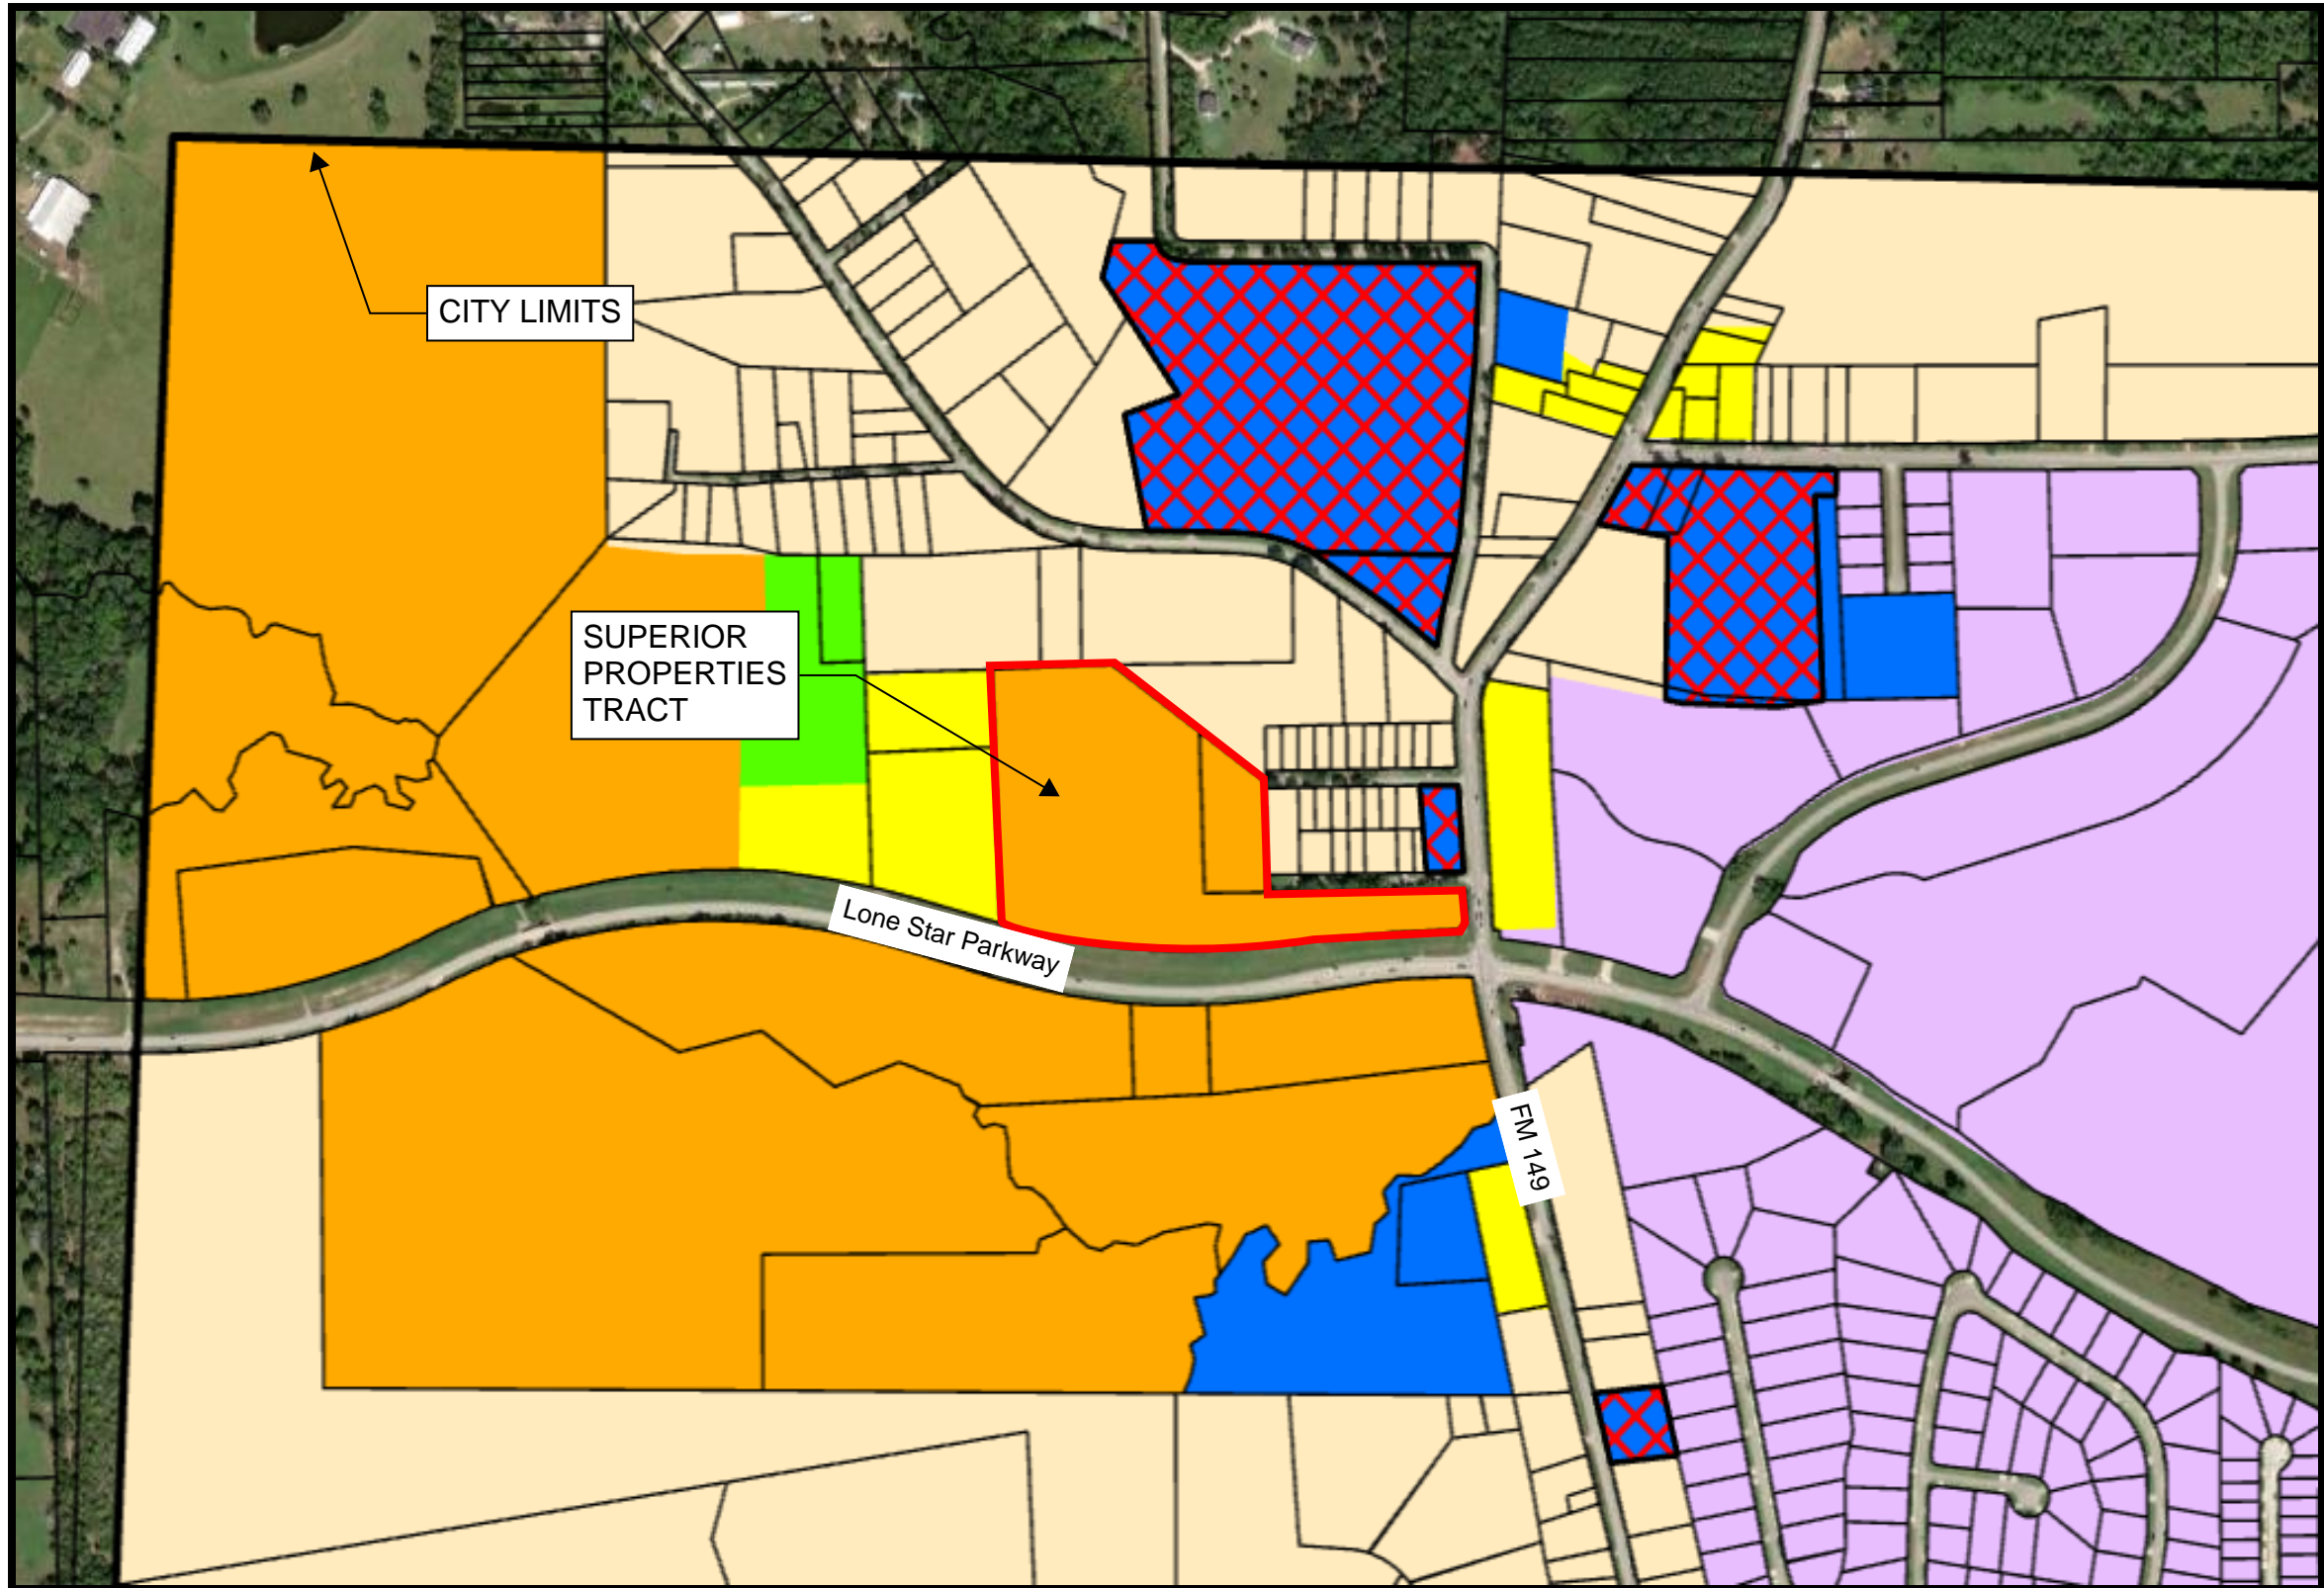 CITY LIMITS
SUPERIOR
PROPERTIES
TRACT
Lone Star Parkway
FM 149